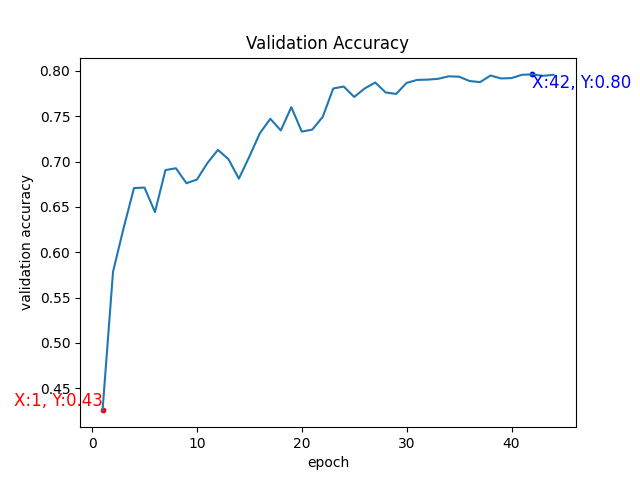 Validation Accuracy
validation accuracy
0.80
0.75
0.70
0.65
0.60
0.55
0.50
0.45
X:42, Y:0.80
X:1, Y:0.43
0
10
20
30
40
epoch